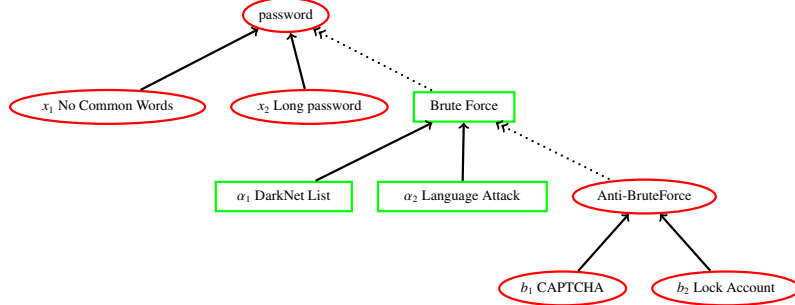 password
x₁ No Common Words
x₂ Long password
Brute Force
α₁ DarkNet List
α₂ Language Attack
Anti-BruteForce
b₁ CAPTCHA
b₂ Lock Account